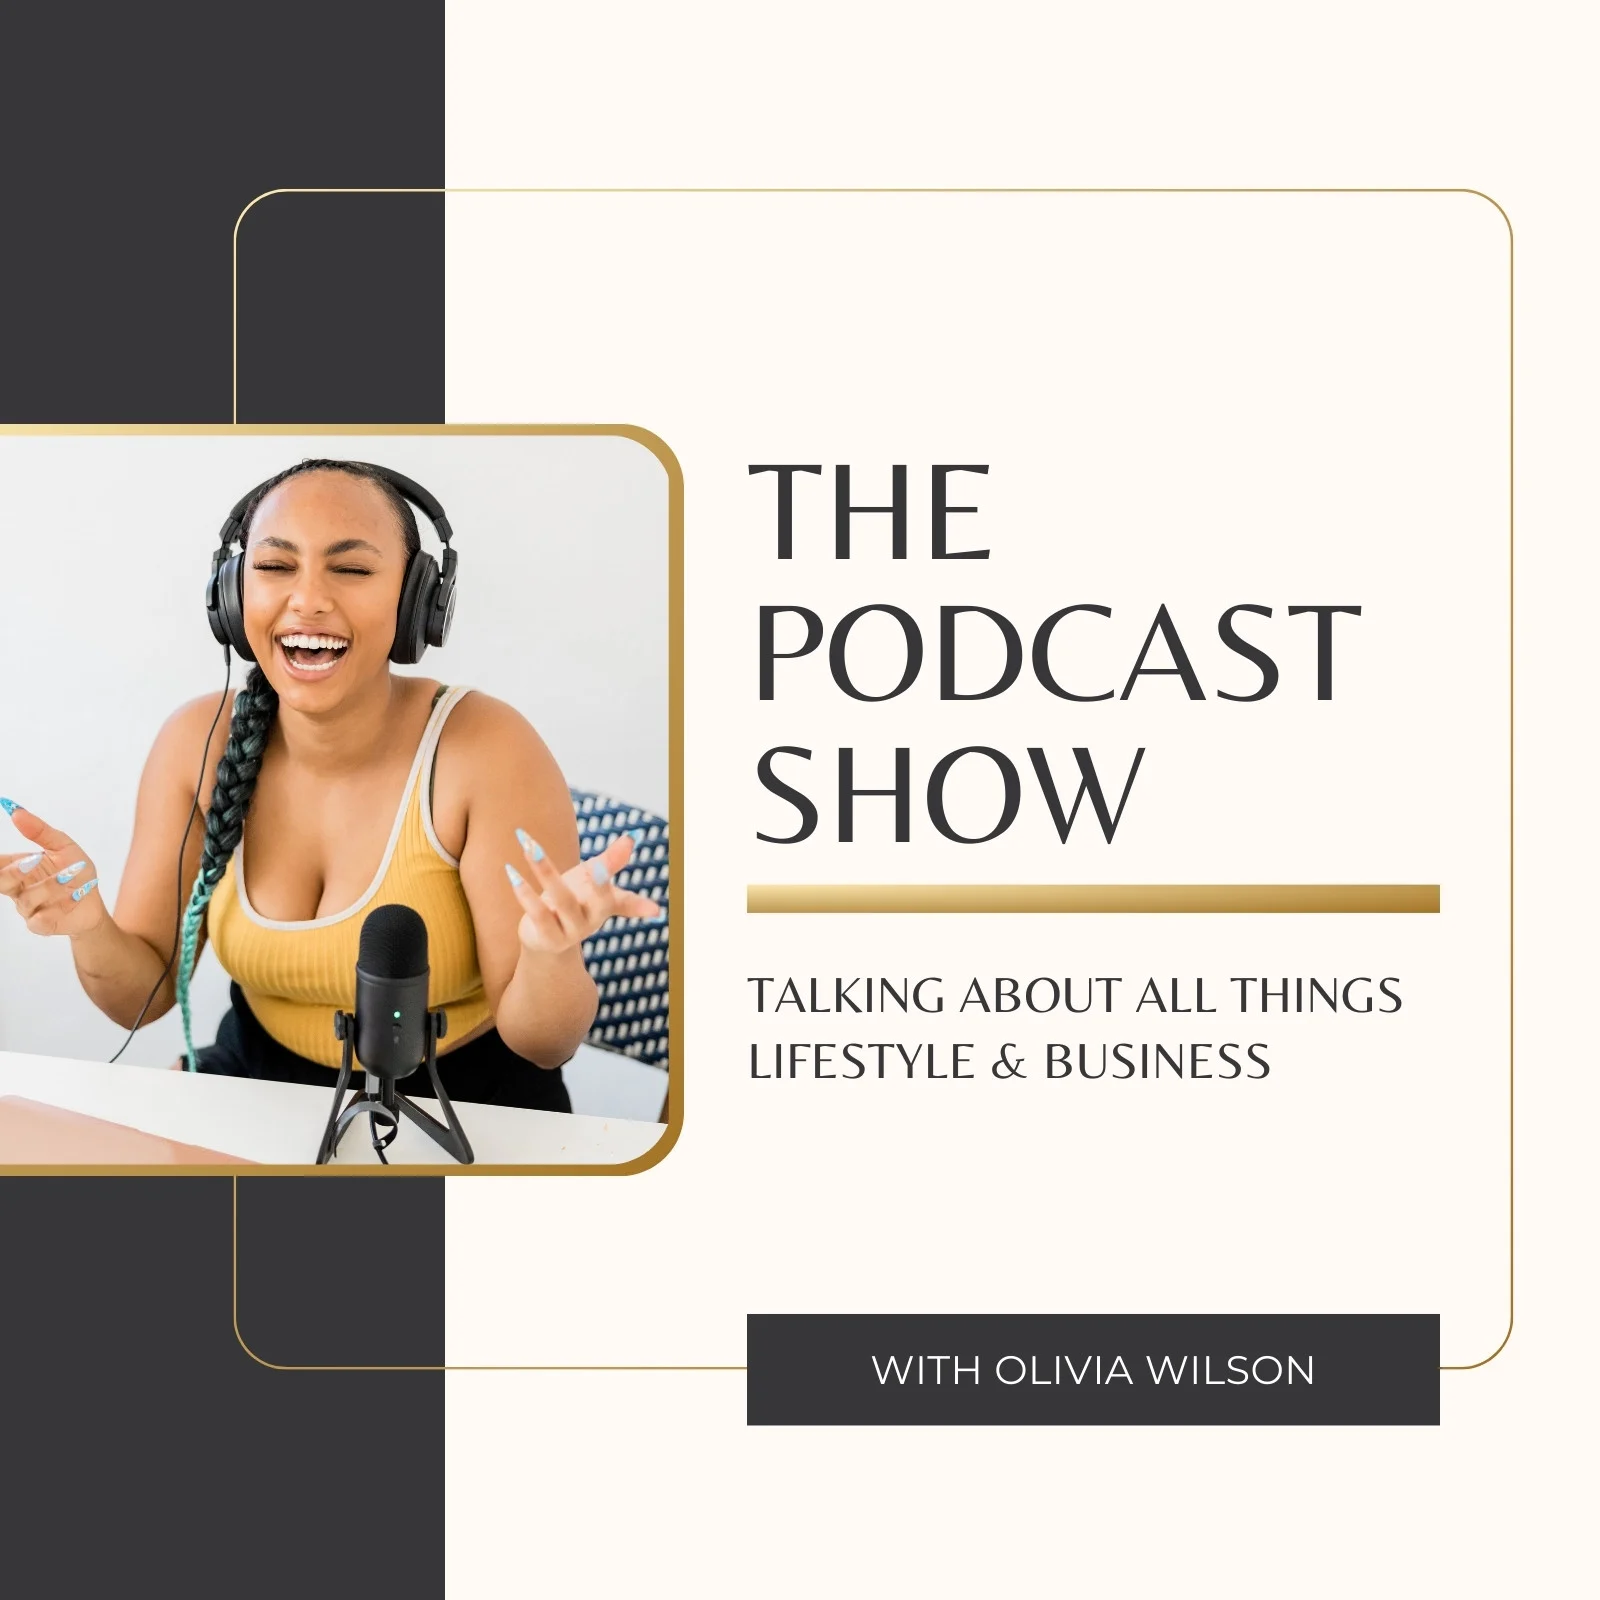 THE
PODCAST
SHOW
TALKING ABOUT ALL THINGS
LIFESTYLE & BUSINESS
WITH OLIVIA WILSON